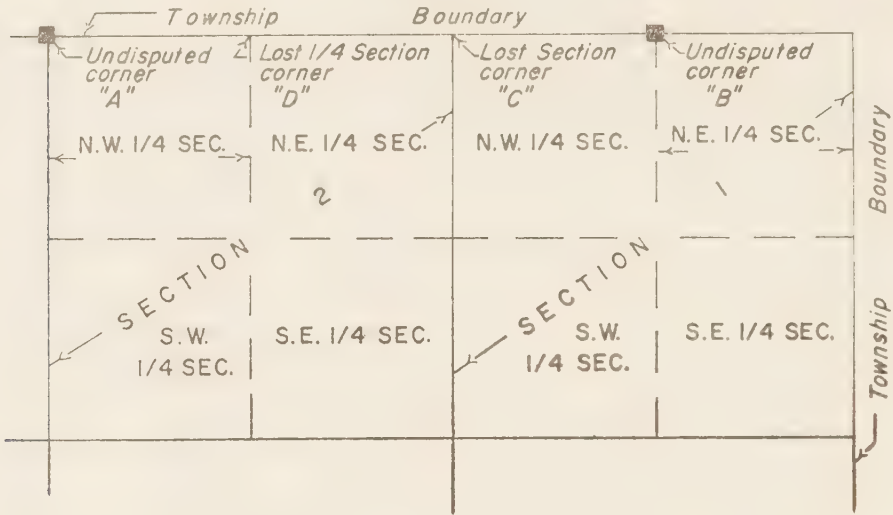 Township Boundary
Undisputed corner "A"
Lost 1/4 Section corner "D"
Lost Section corner "C"
Undisputed corner "B"
N.W. 1/4 SEC.
N.E. 1/4 SEC.
N.W. 1/4 SEC.
N.E. 1/4 SEC.
2
1
Boundary
Township
SECTION
SECTION
S.W.
1/4 SEC.
S.E. 1/4 SEC.
S.W.
1/4 SEC.
S.E. 1/4 SEC.